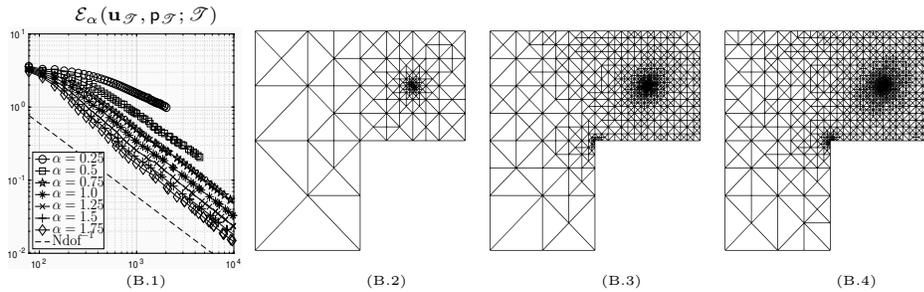 ℰ_α(𝐮_𝒯, p_𝒯; 𝒯)
10^1
10^0
10^-1
10^-2
α = 0.25
α = 0.5
α = 0.75
α = 1.0
α = 1.25
α = 1.5
α = 1.75
Ndof^-1
10^2 10^3 10^4
(B.1) (B.2) (B.3) (B.4)